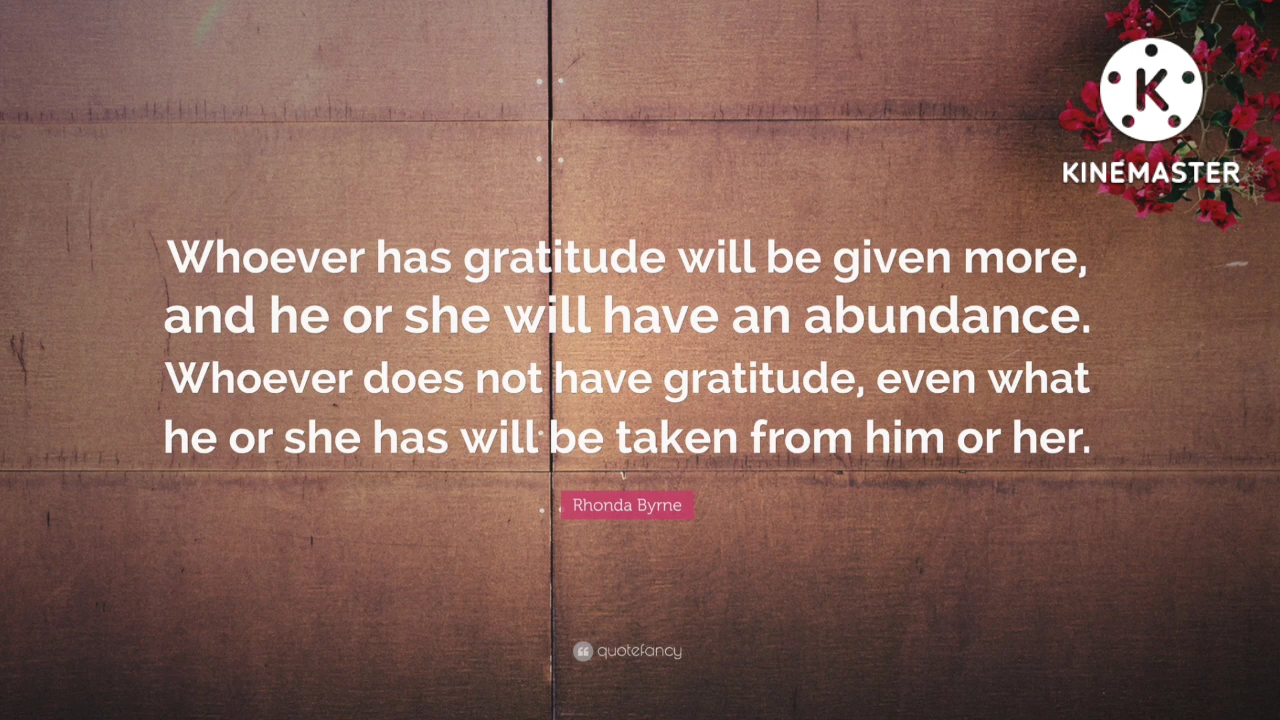 K
KINEMASTER
Whoever has gratitude will be given more,
and he or she will have an abundance.
Whoever does not have gratitude, even what
he or she has will be taken from him or her.
Rhonda Byrne
quotefancy